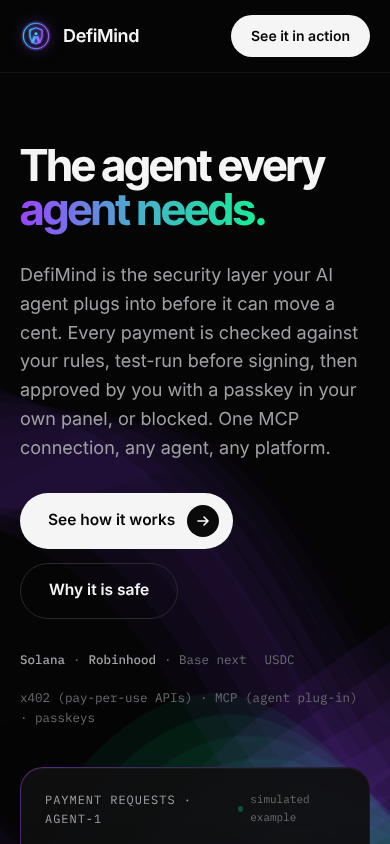 DefiMind
See it in action
The agent every
agent needs.
DefiMind is the security layer your AI
agent plugs into before it can move a
cent. Every payment is checked against
your rules, test-run before signing, then
approved by you with a passkey in your
own panel, or blocked. One MCP
connection, any agent, any platform.
See how it works
Why it is safe
Solana · Robinhood · Base next USDC
x402 (pay-per-use APIs) · MCP (agent plug-in)
· passkeys
PAYMENT REQUESTS ·
AGENT-1
simulated
example